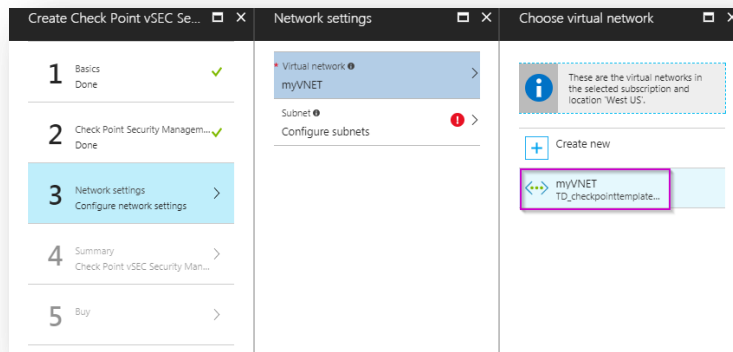 Create Check Point vSEC Se...
1
Basics
Done
2
Check Point Security Managem...
Done
3
Network settings
Configure network settings
4
Summary
Check Point vSEC Security Man...
5
Buy
Network settings
* Virtual network
myVNET
Subnet
Configure subnets
Choose virtual network
These are the virtual networks in
the selected subscription and
location 'West US'.
Create new
myVNET
TD_checkpointtemplate...